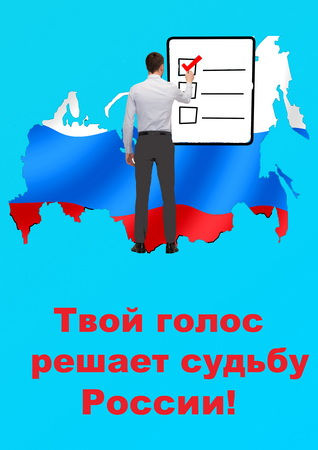 Твой голос
решает судьбу
России!